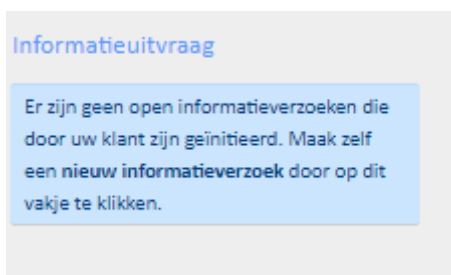 Informatieuitvraag
Er zijn geen open informatieverzoeken die
door uw klant zijn geïnitieerd. Maak zelf
een nieuw informatieverzoek door op dit
vakje te klikken.